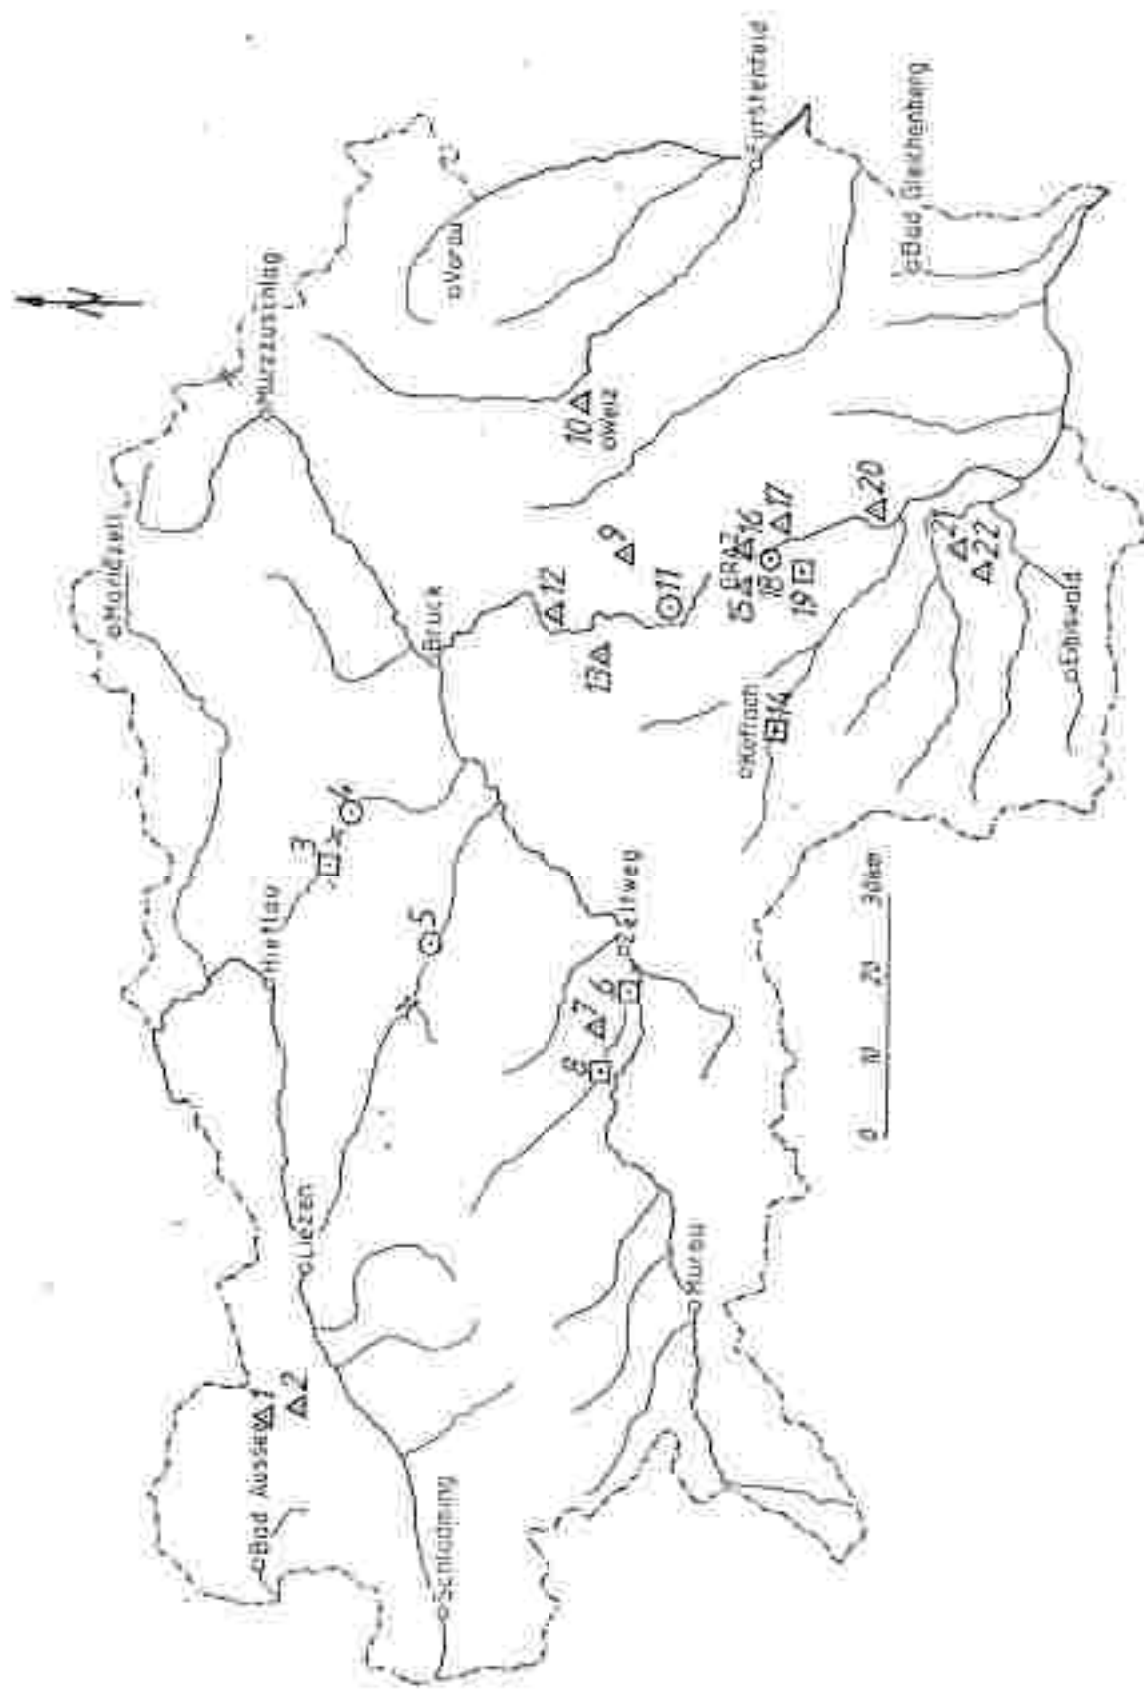 N
Bad Aussee
1
2
Schladming
Liezen
Hieflau
3
4
5
Mariazell
Mürzzuschlag
Bruck
Vorau
Zeltweg
6
7
8
Murau
9
10
Weiz
11
12
13
Köflach
14
GRAZ
15
16
17
18
19
20
21
22
Fürstenfeld
Bad Gleichenberg
Eibiswald
0 10 20 30km